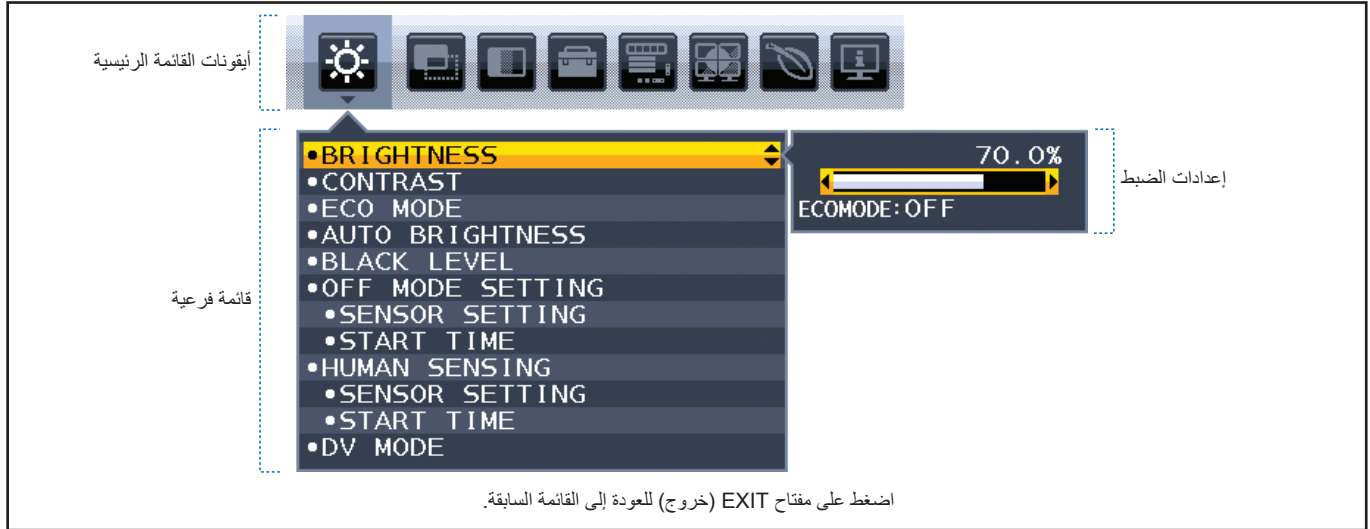 أيقونات القائمة الرئيسية
BRIGHTNESS
70.0%
•CONTRAST
•ECO MODE
ECOMODE:OFF
إعدادات الضبط
•AUTO BRIGHTNESS
•BLACK LEVEL
•OFF MODE SETTING
قائمة فرعية
•SENSOR SETTING
•START TIME
•HUMAN SENSING
•SENSOR SETTING
•START TIME
•DV MODE
اضغط على مفتاح EXIT (خروج) للعودة إلى القائمة السابقة.